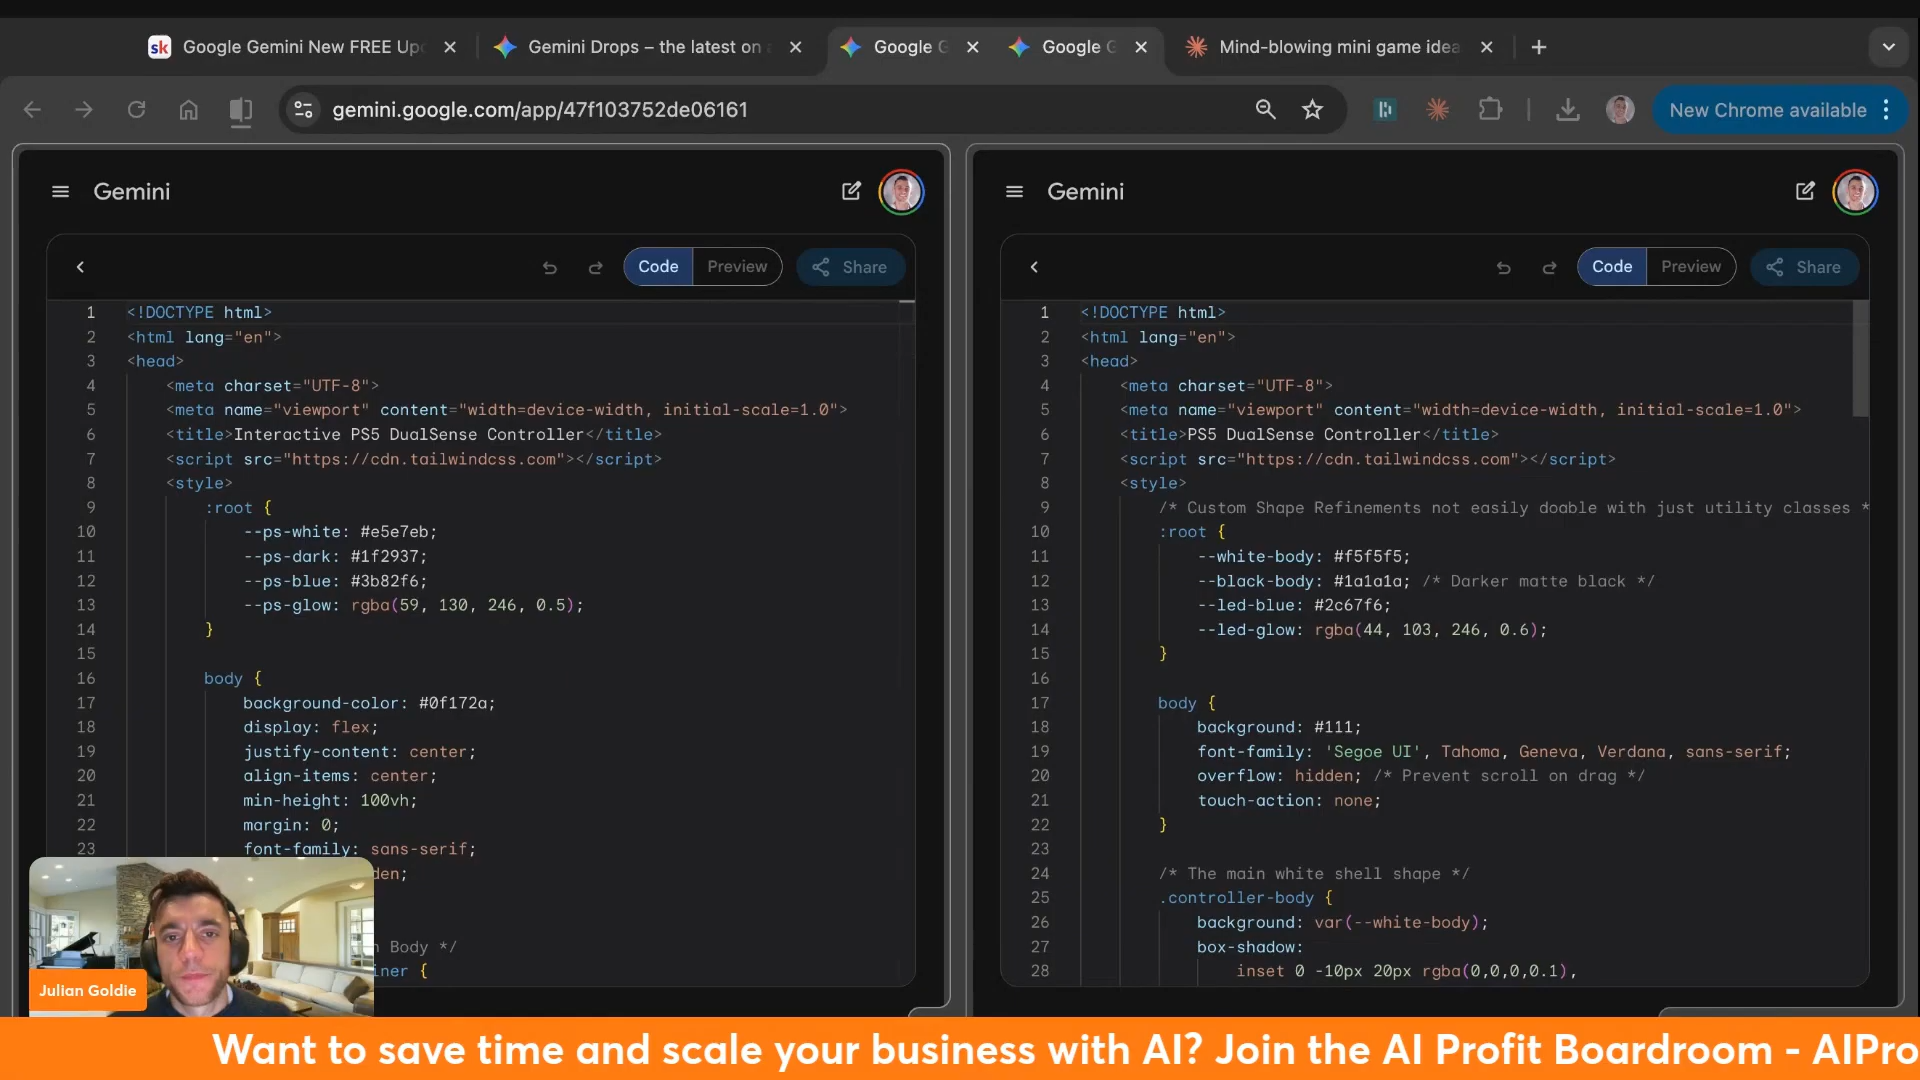 sk Google Gemini New FREE Up
Gemini Drops – the latest on
Google
Google
Mind-blowing mini game idea
gemini.google.com/app/47f103752de06161
New Chrome available
Gemini
Code
Preview
Share
1 <!DOCTYPE html>
2 <html lang="en">
3 <head>
4 <meta charset="UTF-8">
5 <meta name="viewport" content="width=device-width, initial-scale=1.0">
6 <title>Interactive PS5 DualSense Controller</title>
7 <script src="https://cdn.tailwindcss.com"></script>
8 <style>
9 :root {
10 --ps-white: #e5e7eb;
11 --ps-dark: #1f2937;
12 --ps-blue: #3b82f6;
13 --ps-glow: rgba(59, 130, 246, 0.5);
14 }
15
16 body {
17 background-color: #0f172a;
18 display: flex;
19 justify-content: center;
20 align-items: center;
21 min-height: 100vh;
22 margin: 0;
23 font-family: sans-serif;
den;
n Body */
iner {
Gemini
Code
Preview
Share
1 <!DOCTYPE html>
2 <html lang="en">
3 <head>
4 <meta charset="UTF-8">
5 <meta name="viewport" content="width=device-width, initial-scale=1.0">
6 <title>PS5 DualSense Controller</title>
7 <script src="https://cdn.tailwindcss.com"></script>
8 <style>
9 /* Custom Shape Refinements not easily doable with just utility classes *
10 :root {
11 --white-body: #f5f5f5;
12 --black-body: #1a1a1a; /* Darker matte black */
13 --led-blue: #2c67f6;
14 --led-glow: rgba(44, 103, 246, 0.6);
15 }
16
17 body {
18 background: #111;
19 font-family: 'Segoe UI', Tahoma, Geneva, Verdana, sans-serif;
20 overflow: hidden; /* Prevent scroll on drag */
21 touch-action: none;
22 }
23
24 /* The main white shell shape */
25 .controller-body {
26 background: var(--white-body);
27 box-shadow:
28 inset 0 -10px 20px rgba(0,0,0,0.1),
Julian Goldie
Want to save time and scale your business with AI? Join the AI Profit Boardroom - AIPro